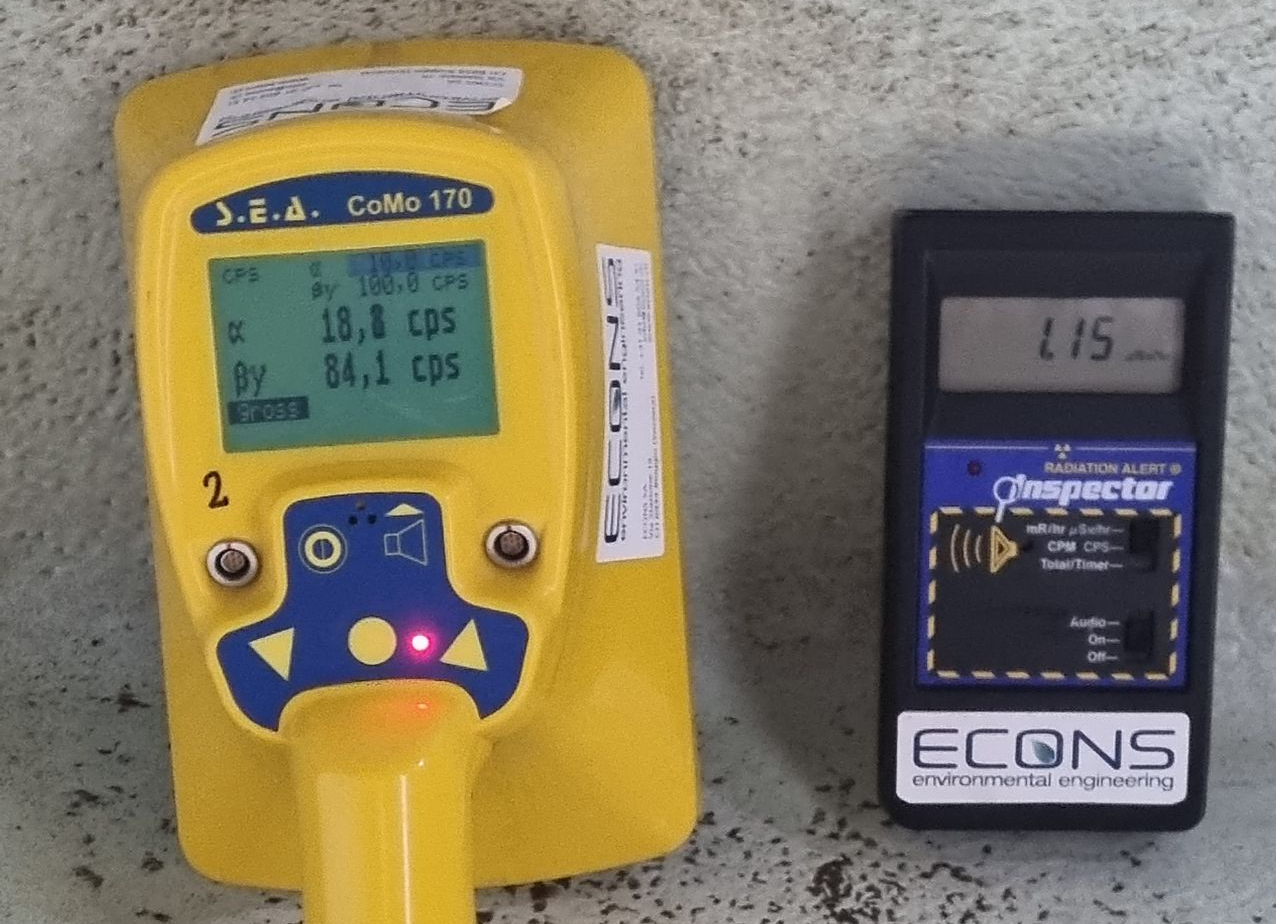 ECONS
S.E.A. CoMo 170
CPS α 10,0 CPS
βγ 100,0 CPS
α 18,8 cps
βγ 84,1 cps
gross
2
ECONS
environmental engineering
1.15
RADIATION ALERT ®
Inspector
mR/hr µSv/hr
CPM CPS
Total/Timer
Audio
On
Off
ECONS
environmental engineering